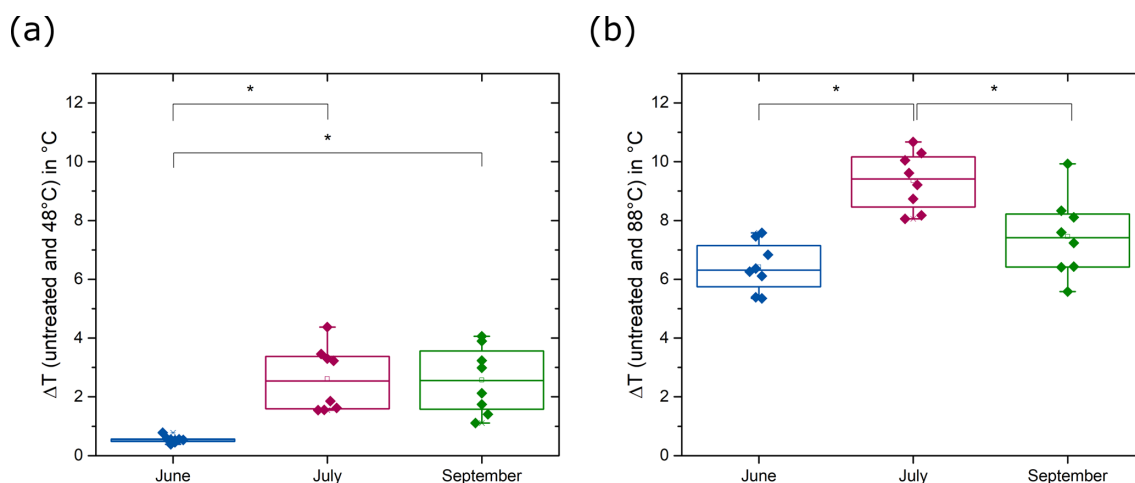 (a)
ΔT (untreated and 48°C) in °C
12
10
8
6
4
2
0
*
*
June July September
(b)
ΔT (untreated and 88°C) in °C
12
10
8
6
4
2
0
* *
June July September